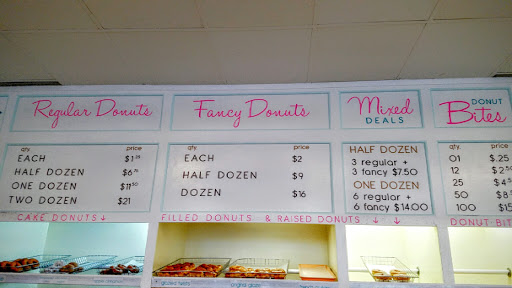 Regular Donuts
qty. price
EACH
HALF DOZEN
ONE DOZEN $11.50
TWO DOZEN $21
CAKE DONUTS ↓
Fancy Donuts
qty. price
EACH $2
HALF DOZEN $9
DOZEN $16
FILLED DONUTS & RAISED DONUTS ↓ ↓
Mixed
DEALS
HALF DOZEN
3 regular +
3 fancy $7.50
ONE DOZEN
6 regular +
6 fancy $14.00
DONUT
Bites
qty. price
01 $.25
12
25
50
100
DONUT-BIT